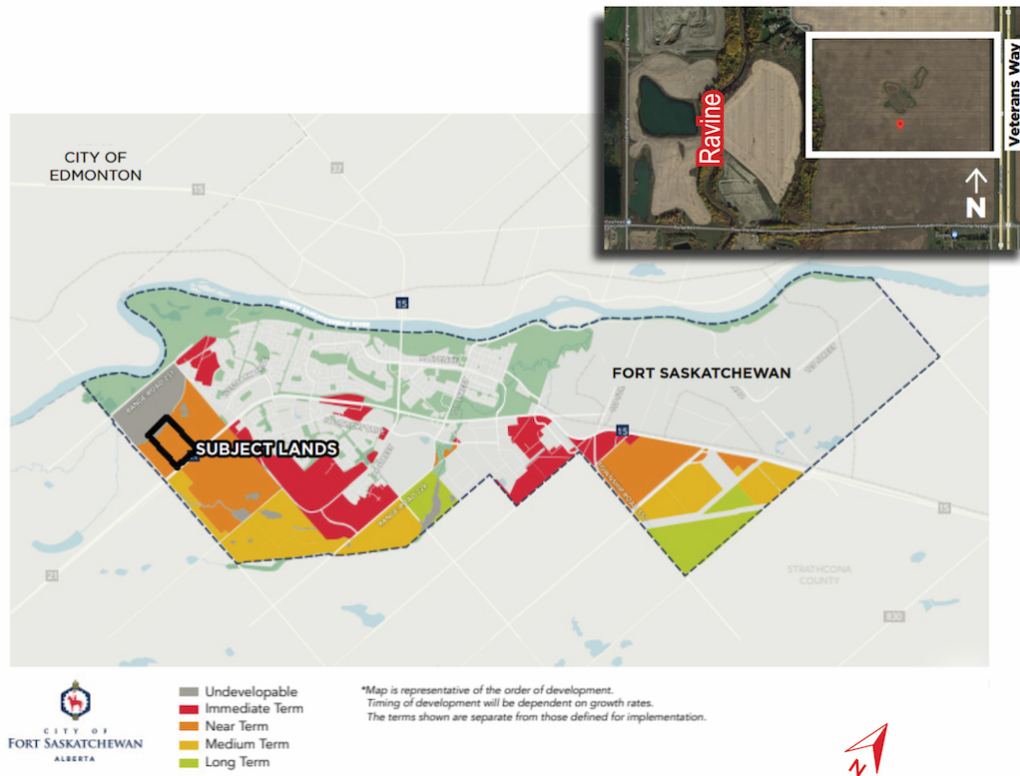 Veterans Way
Ravine
N
CITY OF
EDMONTON
15
37
15
RANGE ROAD
FORT SASKATCHEWAN
15
SUBJECT LANDS
15
21
STRATHCONA
COUNTY
830
CITY OF
FORT SASKATCHEWAN
ALBERTA
Undevelopable
Immediate Term
Near Term
Medium Term
Long Term
*Map is representative of the order of development.
Timing of development will be dependent on growth rates.
The terms shown are separate from those defined for implementation.
N